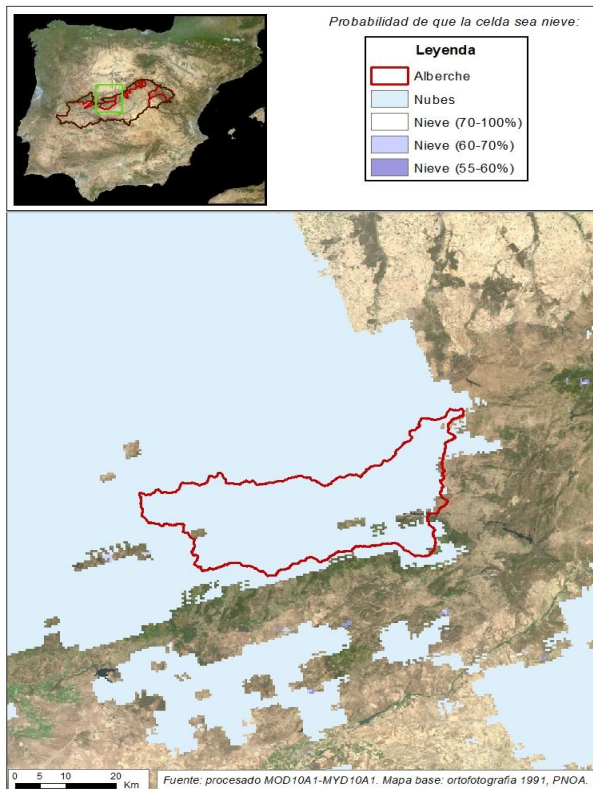 Probabilidad de que la celda sea nieve:
Leyenda
Alberche
Nubes
Nieve (70-100%)
Nieve (60-70%)
Nieve (55-60%)
0 5 10 20
Km
Fuente: procesado MOD10A1-MYD10A1. Mapa base: ortofotografia 1991, PNOA.